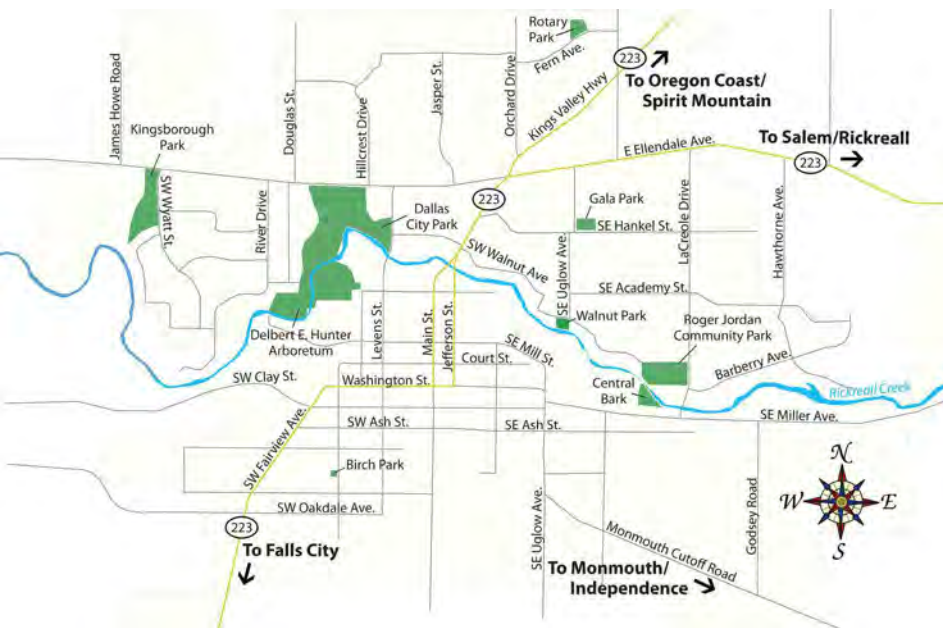 Rotary
Park
Fern Ave.
223
To Oregon Coast/
Spirit Mountain
James Howe Road
Douglas St.
Hillcrest Drive
Jasper St.
Orchard Drive
Kings Valley Hwy
Kingsborough
Park
E Ellendale Ave.
To Salem/Rickreall
223
SW Wyatt St.
River Drive
Dallas
City Park
223
Gala Park
SE Hankel St.
LaCreole Drive
Hawthorne Ave.
SW Walnut Ave
SE Uglow Ave.
SE Academy St.
Walnut Park
Roger Jordan
Community Park
Delbert E. Hunter
Arboretum
Levens St.
Main St.
Jefferson St.
Court St.
SE Mill St.
Barberry Ave.
SW Clay St.
Washington St.
Central
Bark
Rickreall Creek
SE Miller Ave.
SW Fairview Ave.
SW Ash St.
SE Ash St.
Birch Park
SW Oakdale Ave.
SE Uglow Ave.
Godsey Road
N
W
E
S
223
To Falls City
Monmouth Cutoff Road
To Monmouth/
Independence